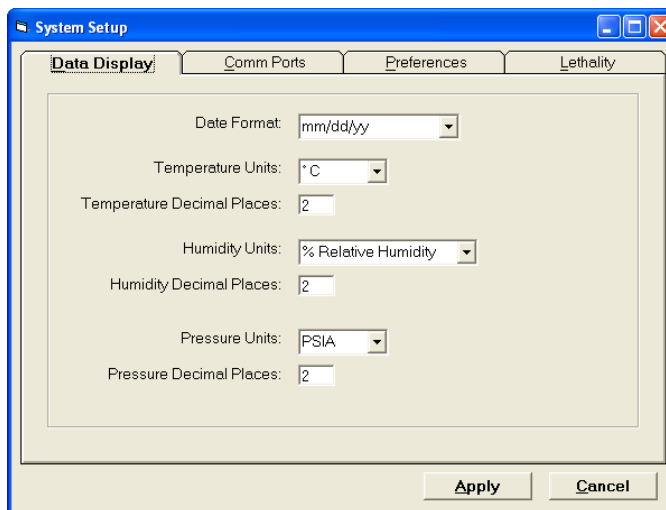 System Setup
Data Display Comm Ports Preferences Lethality
Date Format: mm/dd/yy
Temperature Units: ° C
Temperature Decimal Places: 2
Humidity Units: % Relative Humidity
Humidity Decimal Places: 2
Pressure Units: PSIA
Pressure Decimal Places: 2
Apply Cancel